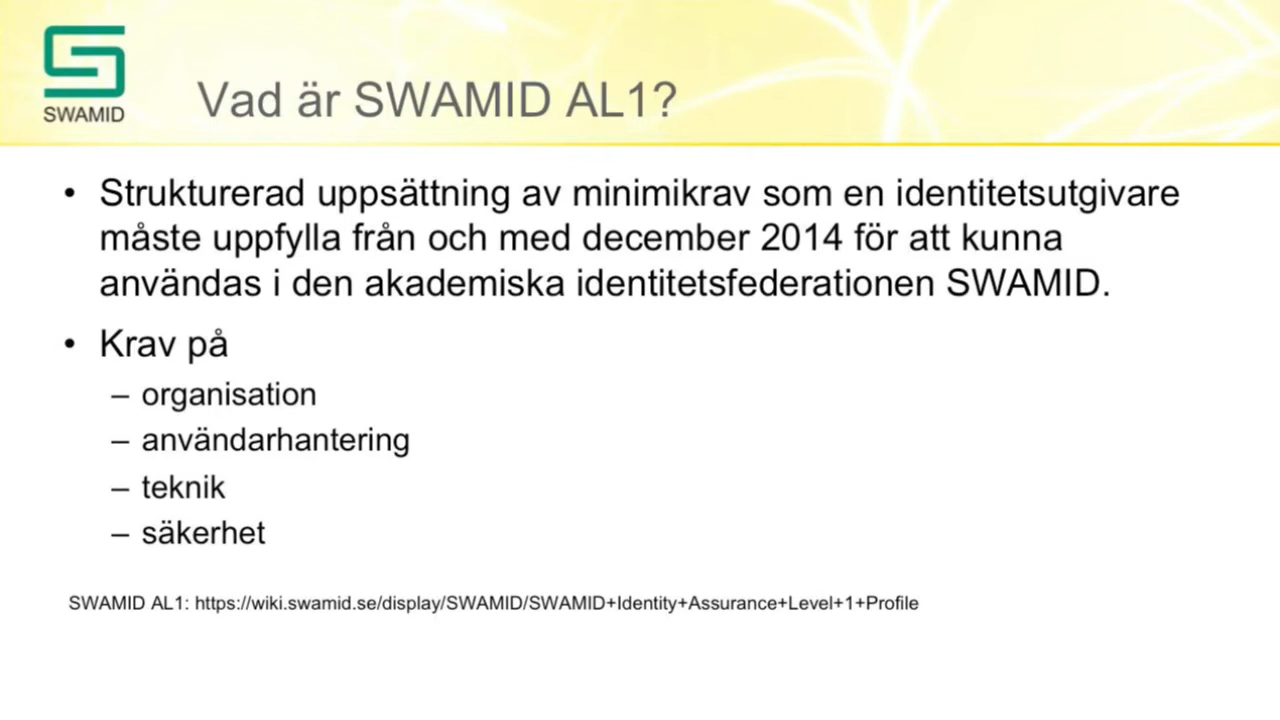 SWAMID
Vad är SWAMID AL1?
• Strukturerad uppsättning av minimikrav som en identitetsutgivare
måste uppfylla från och med december 2014 för att kunna
användas i den akademiska identitetsfederationen SWAMID.
• Krav på
– organisation
– användarhantering
– teknik
– säkerhet
SWAMID AL1: https://wiki.swamid.se/display/SWAMID/SWAMID+Identity+Assurance+Level+1+Profile